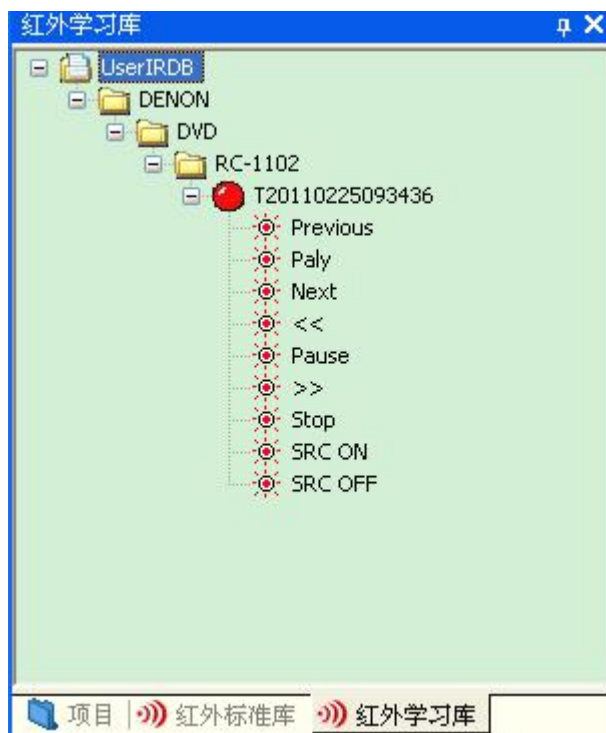 红外学习库
UserIRDB
DENON
DVD
RC-1102
T20110225093436
Previous
Paly
Next
<<
Pause
>>
Stop
SRC ON
SRC OFF
项目 红外标准库 红外学习库